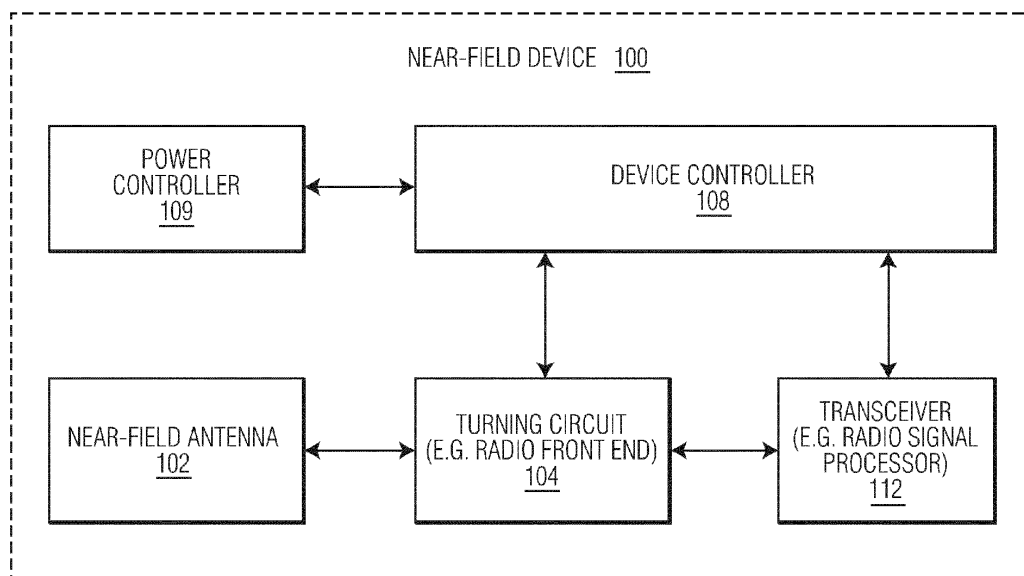 NEAR-FIELD DEVICE 100
POWER
CONTROLLER
109
DEVICE CONTROLLER
108
NEAR-FIELD ANTENNA
102
TURNING CIRCUIT
(E.G. RADIO FRONT END)
104
TRANSCEIVER
(E.G. RADIO SIGNAL
PROCESSOR)
112